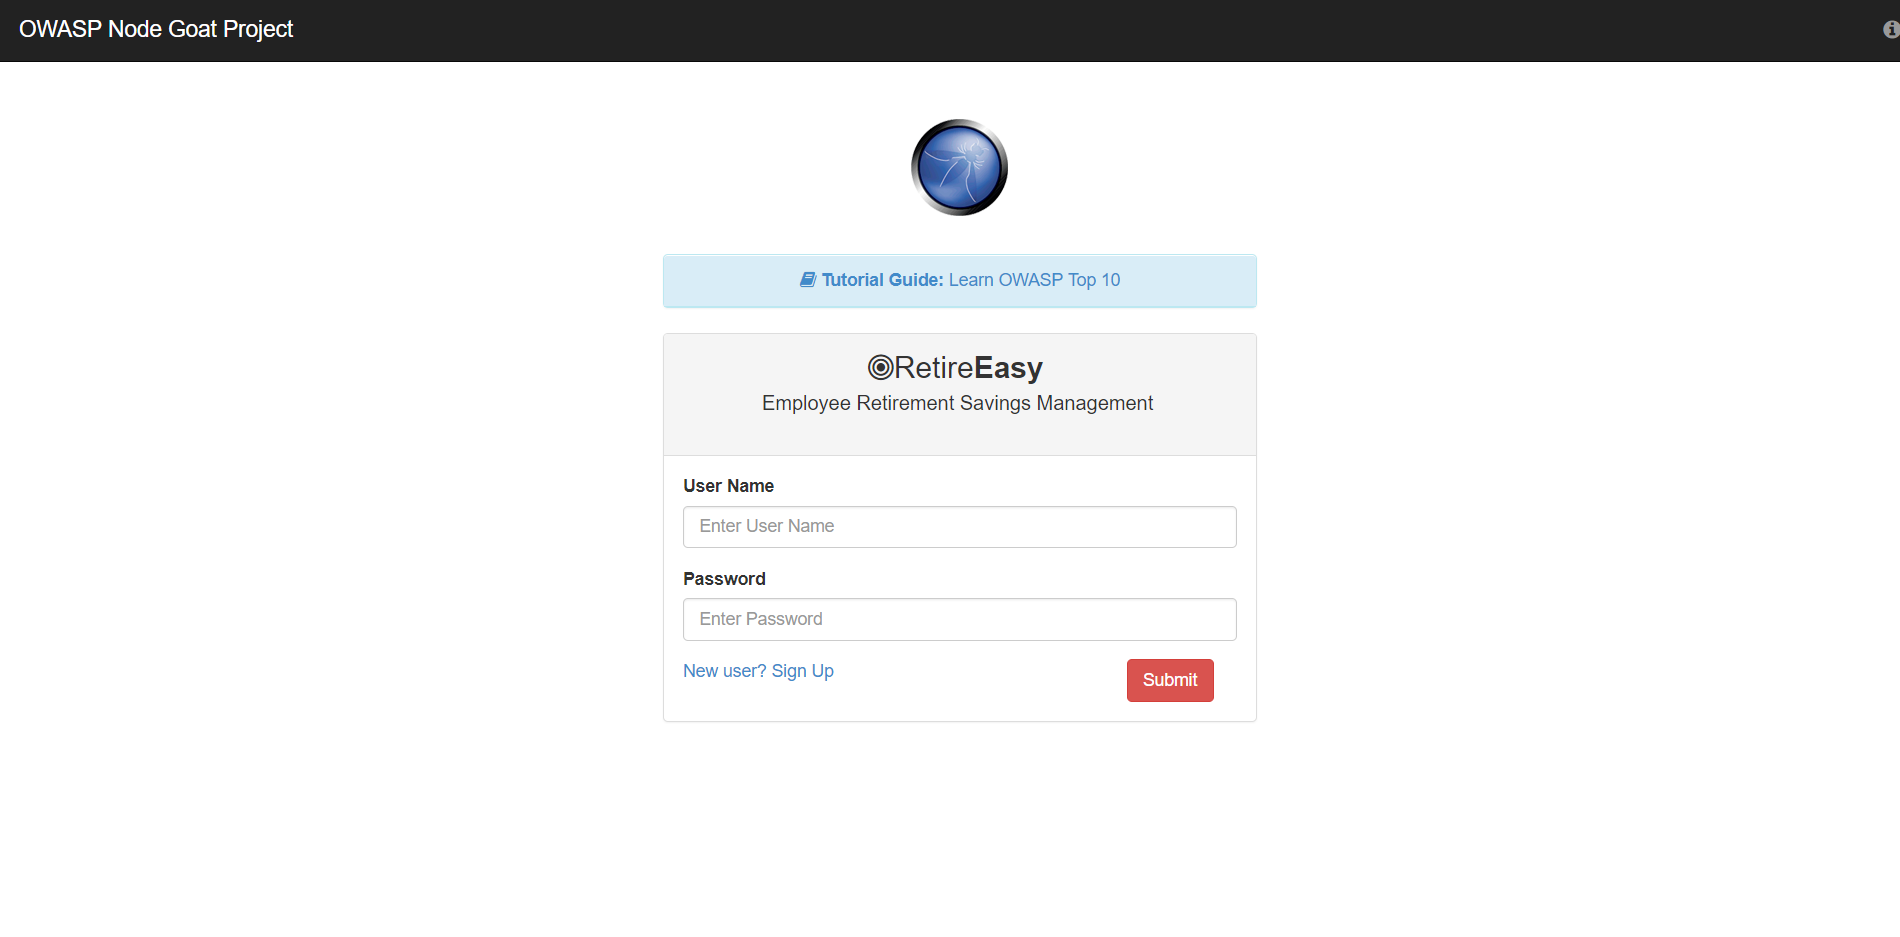 OWASP Node Goat Project
Tutorial Guide: Learn OWASP Top 10
RetireEasy
Employee Retirement Savings Management
User Name
Enter User Name
Password
Enter Password
New user? Sign Up
Submit